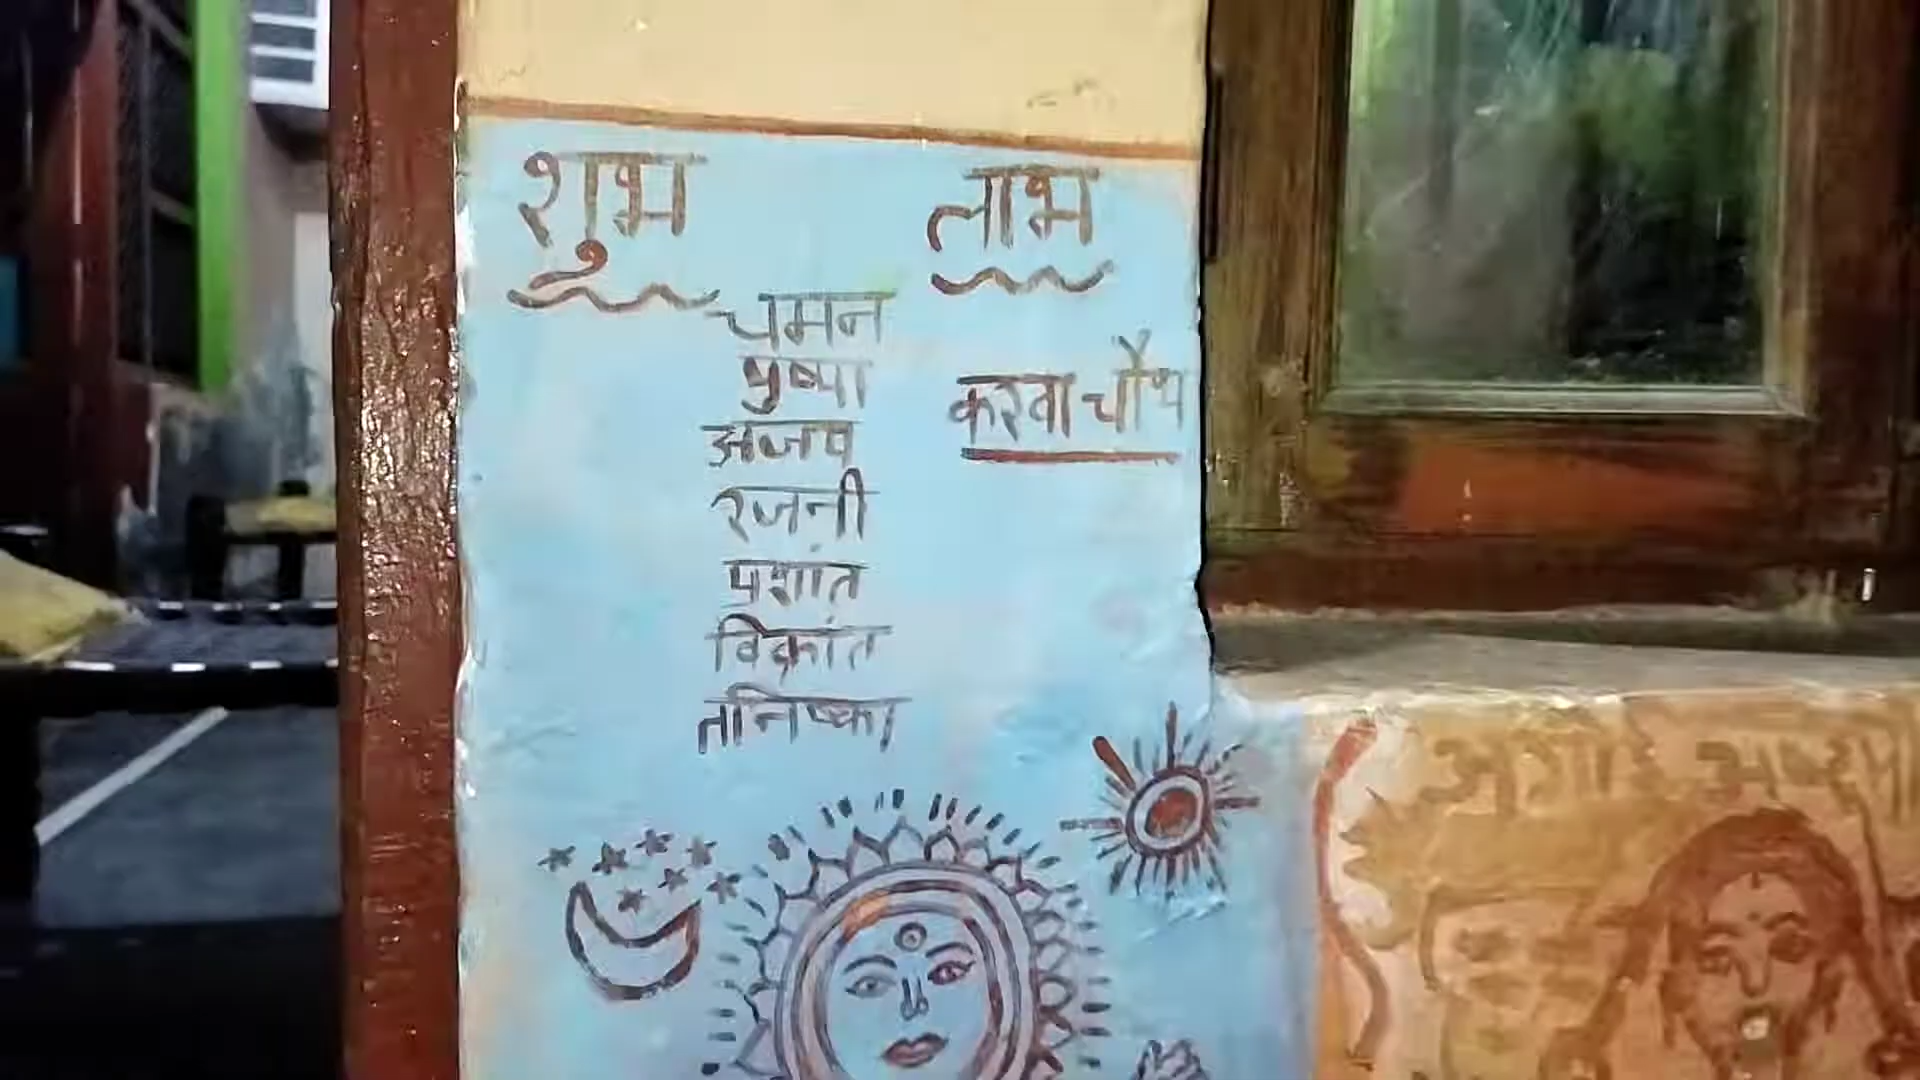 शुभ लाभ
चमन
पुष्पा
करवा चौथ
अजय
रजनी
प्रशांत
विक्रांत
तनिष्का